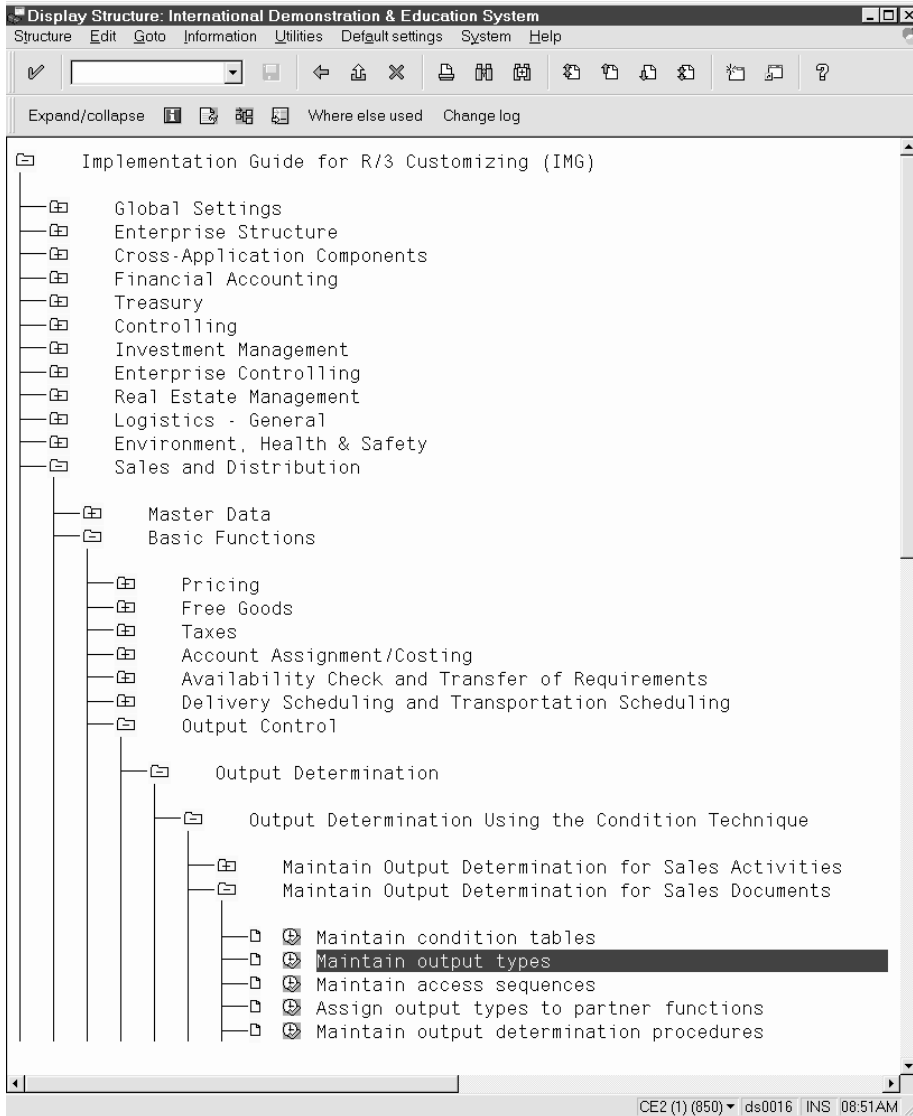 Display Structure: International Demonstration & Education System
Structure Edit Goto Information Utilities Default settings System Help
Expand/collapse Where else used Change log
Implementation Guide for R/3 Customizing (IMG)
Global Settings
Enterprise Structure
Cross-Application Components
Financial Accounting
Treasury
Controlling
Investment Management
Enterprise Controlling
Real Estate Management
Logistics - General
Environment, Health & Safety
Sales and Distribution
Master Data
Basic Functions
Pricing
Free Goods
Taxes
Account Assignment/Costing
Availability Check and Transfer of Requirements
Delivery Scheduling and Transportation Scheduling
Output Control
Output Determination
Output Determination Using the Condition Technique
Maintain Output Determination for Sales Activities
Maintain Output Determination for Sales Documents
Maintain condition tables
Maintain output types
Maintain access sequences
Assign output types to partner functions
Maintain output determination procedures
CE2 (1) (850) ds0016 INS 08:51AM